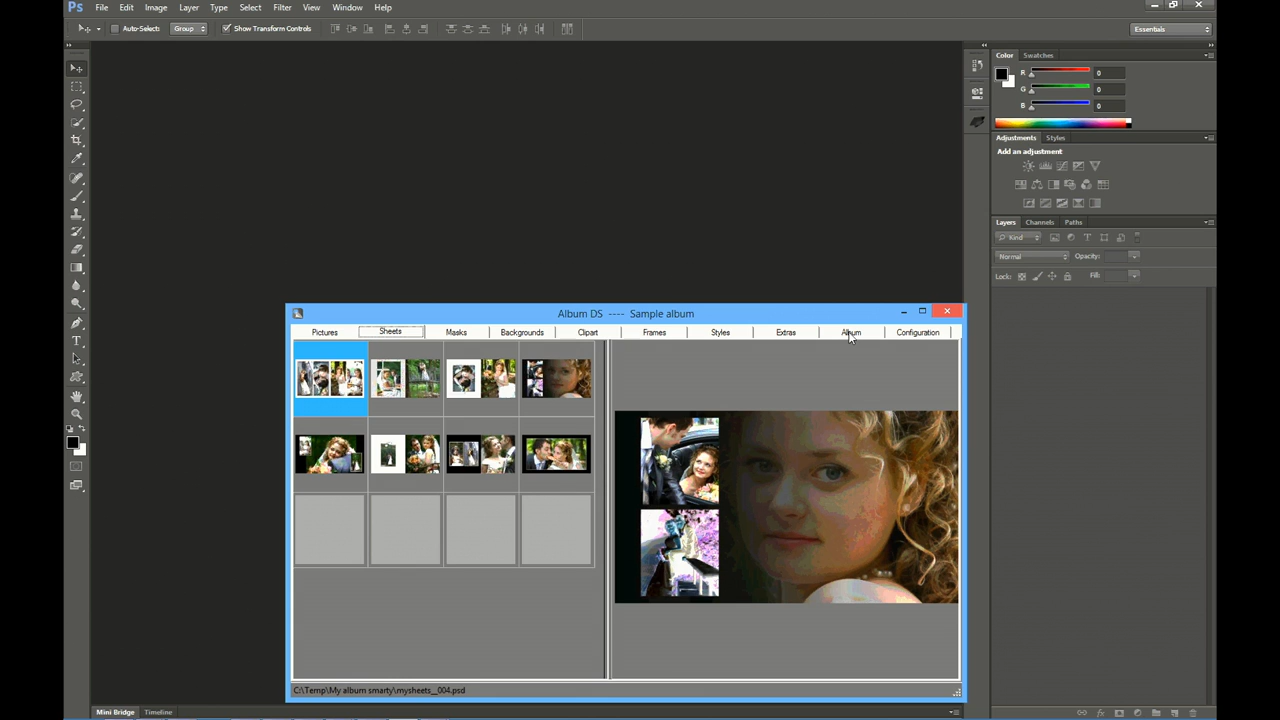 Ps File Edit Image Layer Type Select Filter View Window Help
Auto-Select: Group Show Transform Controls Essentials
Color Swatches
R 0
G 0
B 0
Adjustments Styles
Add an adjustment
Layers Channels Paths
Kind
Normal Opacity:
Lock: Fill:
Album DS ---- Sample album
Pictures Sheets Masks Backgrounds Clipart Frames Styles Extras Album Configuration
C:\Temp\My album smarty\mysheets__004.psd
Mini Bridge Timeline